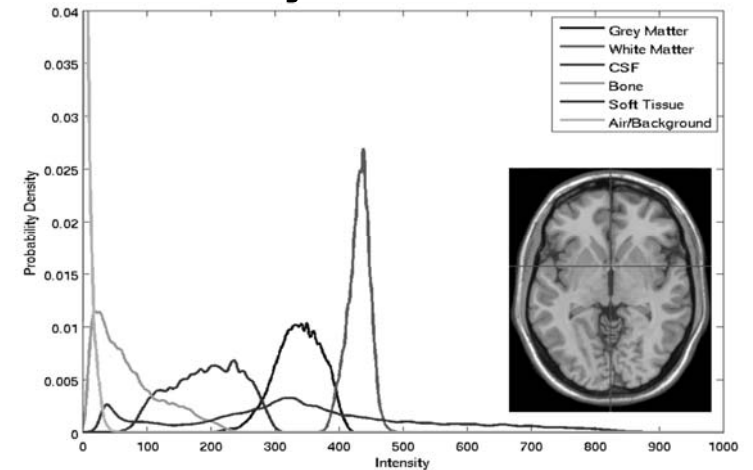 0.04
0.035
0.03
0.025
0.02
0.015
0.01
0.005
0
Probability Density
Grey Matter
White Matter
CSF
Bone
Soft Tissue
Air/Background
0 100 200 300 400 500 600 700 800 900 1000
Intensity